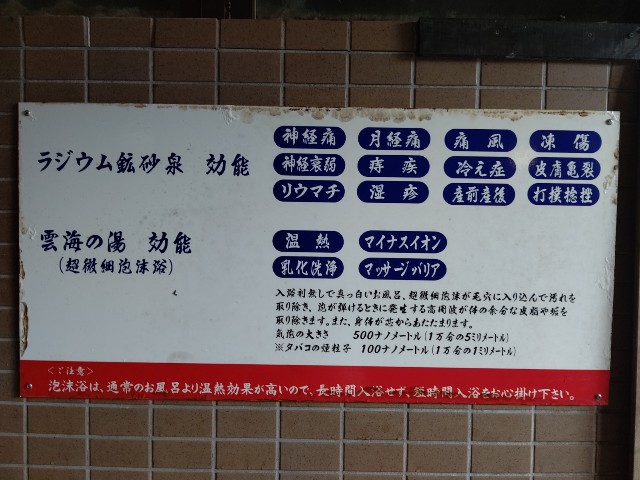 ラジウム鉱砂泉 効能
神経痛 月経痛 痛風 凍傷
神経衰弱 痔疾 冷え症 皮膚亀裂
リウマチ 湿疹 産前産後 打撲捻挫
雲海の湯 効能
(超微細泡沫浴)
温熱 マイナスイオン
乳化洗浄 マッサージバリア
入浴剤無しで真っ白いお風呂、超微細泡沫が毛穴に入り込んで汚れを
取り除き、泡が弾けるときに発生する高周波が体の余分な皮脂や垢を
取り除きます。また、身体が芯からあたたまります。
気泡の大きさ 500ナノメートル(1万分の5ミリメートル)
※タバコの煙粒子 100ナノメートル(1万分の1ミリメートル)
<ご注意>
泡沫浴は、通常のお風呂より温熱効果が高いので、長時間入浴せず、短時間入浴をお心掛け下さい。